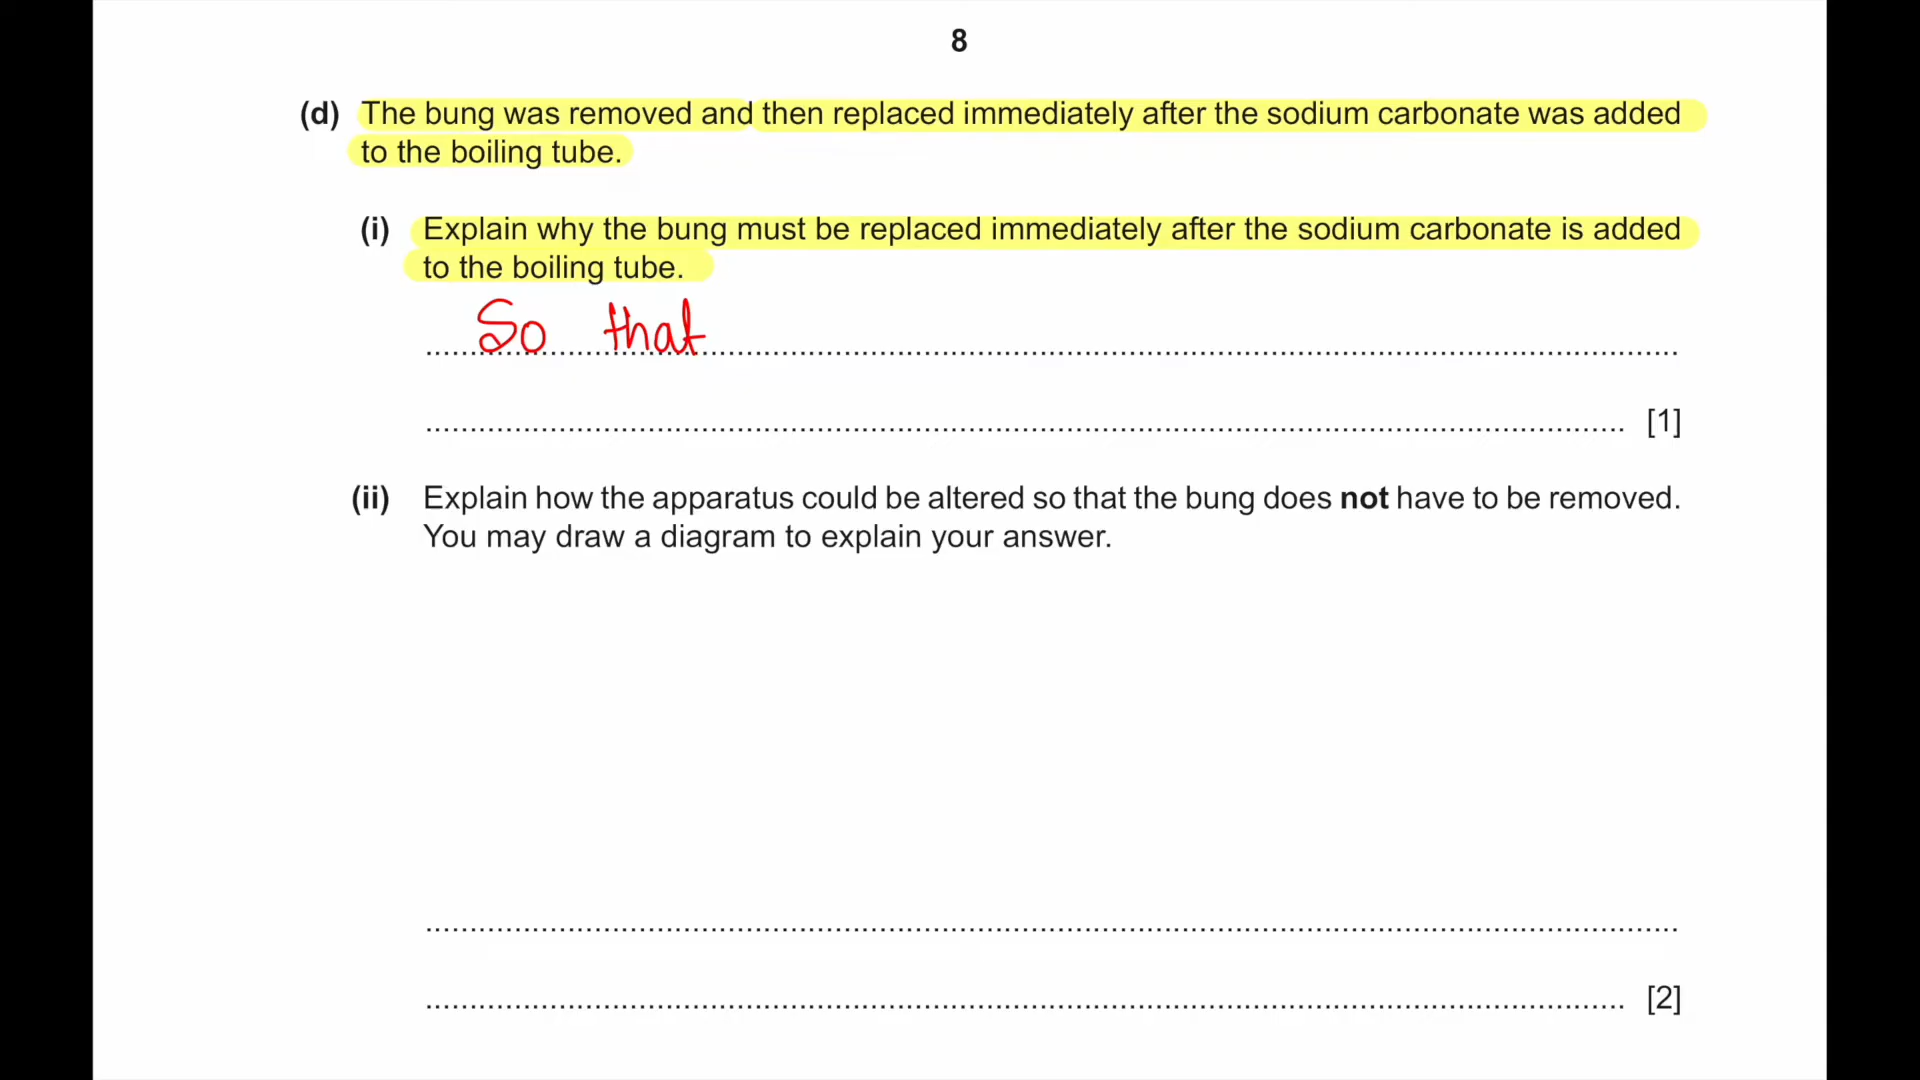 8
(d) The bung was removed and then replaced immediately after the sodium carbonate was added
to the boiling tube.
(i) Explain why the bung must be replaced immediately after the sodium carbonate is added
to the boiling tube.
So that
[1]
(ii) Explain how the apparatus could be altered so that the bung does not have to be removed.
You may draw a diagram to explain your answer.
[2]